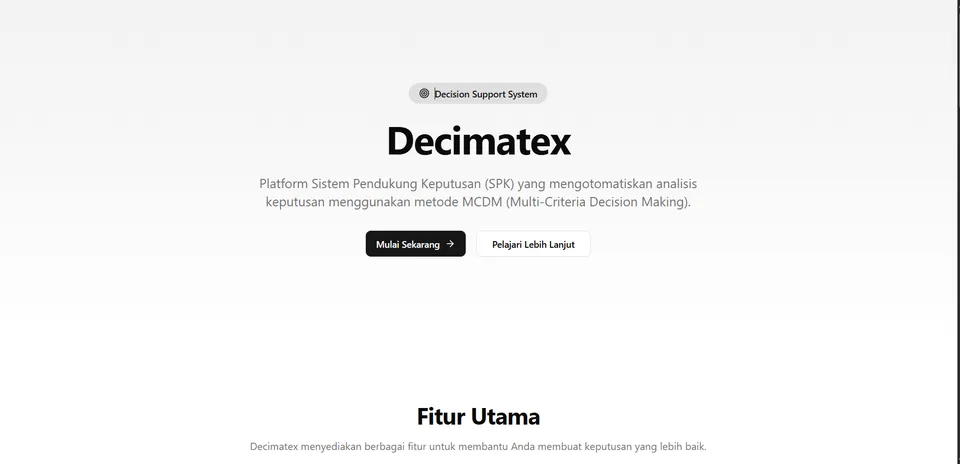 Decision Support System
Decimatex
Platform Sistem Pendukung Keputusan (SPK) yang mengotomatiskan analisis
keputusan menggunakan metode MCDM (Multi-Criteria Decision Making).
Mulai Sekarang →
Pelajari Lebih Lanjut
Fitur Utama
Decimatex menyediakan berbagai fitur untuk membantu Anda membuat keputusan yang lebih baik.